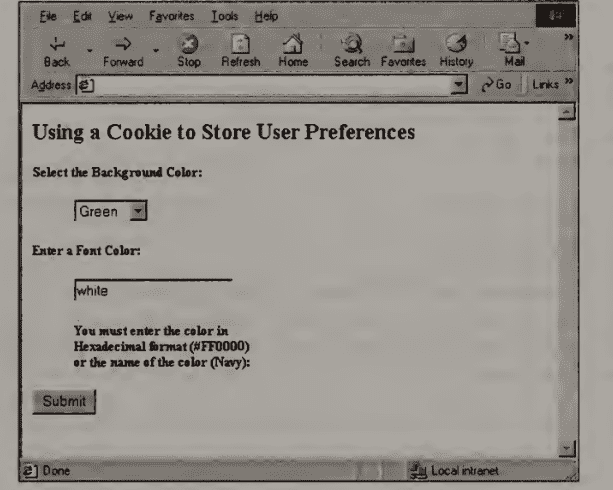 File Edit View Favorites Tools Help
Back Forward Stop Refresh Home Search Favorites History Mail »
Address Go Links »
Using a Cookie to Store User Preferences
Select the Background Color:
Green
Enter a Font Color:
white
You must enter the color in
Hexadecimal format (#FF0000)
or the name of the color (Navy):
Submit
Done Local intranet